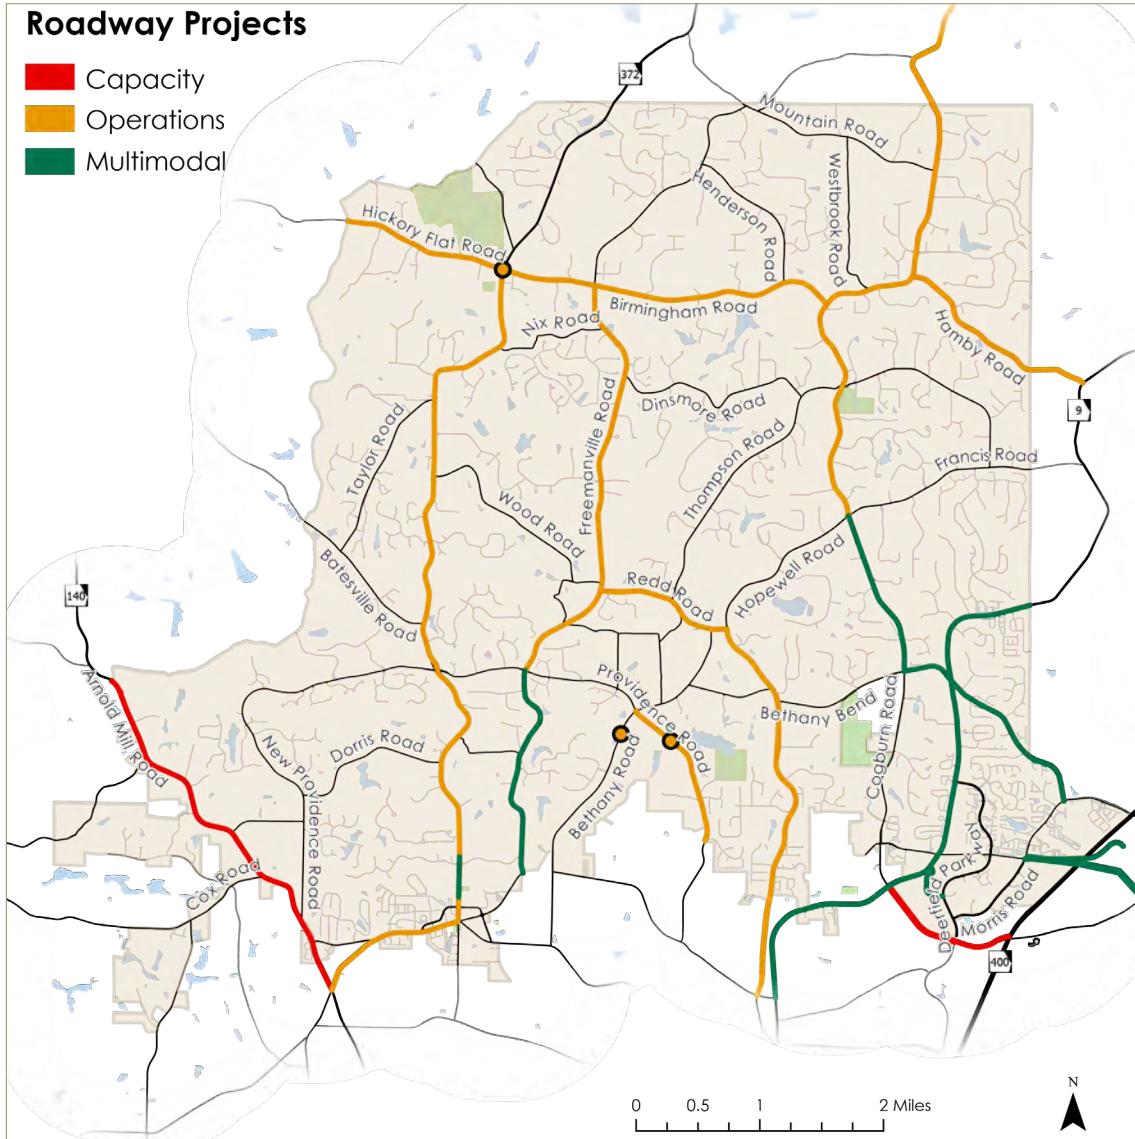 Roadway Projects
Capacity
Operations
Multimodal
372
Mountain Road
Westbrook Road
Henderson Road
Hickory Flat Road
Birmingham Road
Nix Road
Hamby Road
9
Dinsmore Road
Freemanville Road
Taylor Road
Thompson Road
Francis Road
Wood Road
Batesville Road
Hopewell Road
Redd Road
140
Arnold Mill Road
Providence Road
Bethany Bend
Cogburn Road
New Providence Road
Dorris Road
Bethany Road
Cox Road
Deerfield Parkway
Morris Road
400
N
0 0.5 1 2 Miles